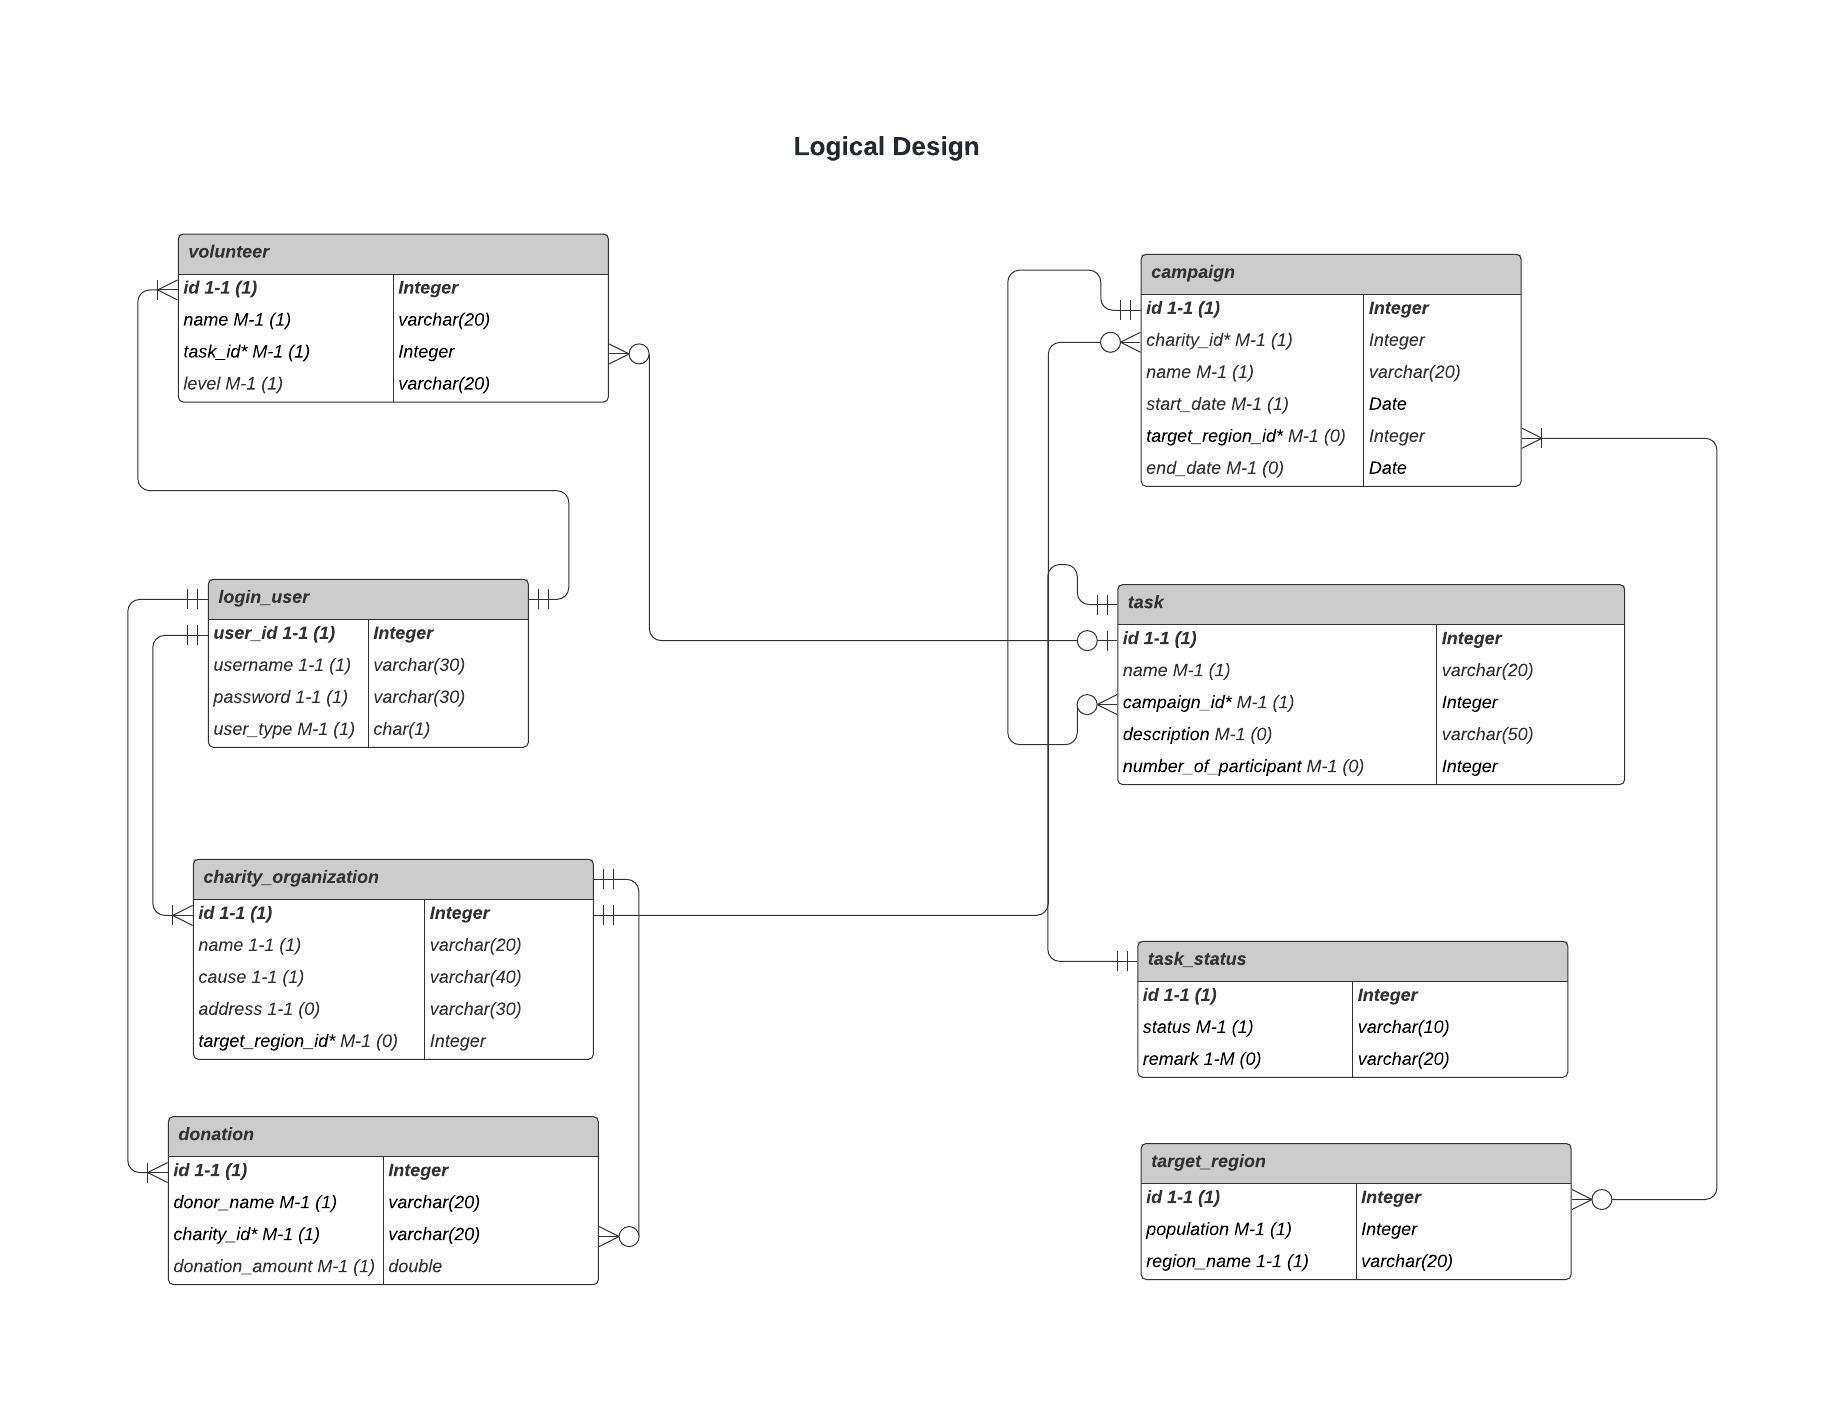 Logical Design
volunteer
id 1-1 (1) Integer
name M-1 (1) varchar(20)
task_id* M-1 (1) Integer
level M-1 (1) varchar(20)
campaign
id 1-1 (1) Integer
charity_id* M-1 (1) Integer
name M-1 (1) varchar(20)
start_date M-1 (1) Date
target_region_id* M-1 (0) Integer
end_date M-1 (0) Date
login_user
user_id 1-1 (1) Integer
username 1-1 (1) varchar(30)
password 1-1 (1) varchar(30)
user_type M-1 (1) char(1)
task
id 1-1 (1) Integer
name M-1 (1) varchar(20)
campaign_id* M-1 (1) Integer
description M-1 (0) varchar(50)
number_of_participant M-1 (0) Integer
charity_organization
id 1-1 (1) Integer
name 1-1 (1) varchar(20)
cause 1-1 (1) varchar(40)
address 1-1 (0) varchar(30)
target_region_id* M-1 (0) Integer
task_status
id 1-1 (1) Integer
status M-1 (1) varchar(10)
remark 1-M (0) varchar(20)
donation
id 1-1 (1) Integer
donor_name M-1 (1) varchar(20)
charity_id* M-1 (1) varchar(20)
donation_amount M-1 (1) double
target_region
id 1-1 (1) Integer
population M-1 (1) Integer
region_name 1-1 (1) varchar(20)